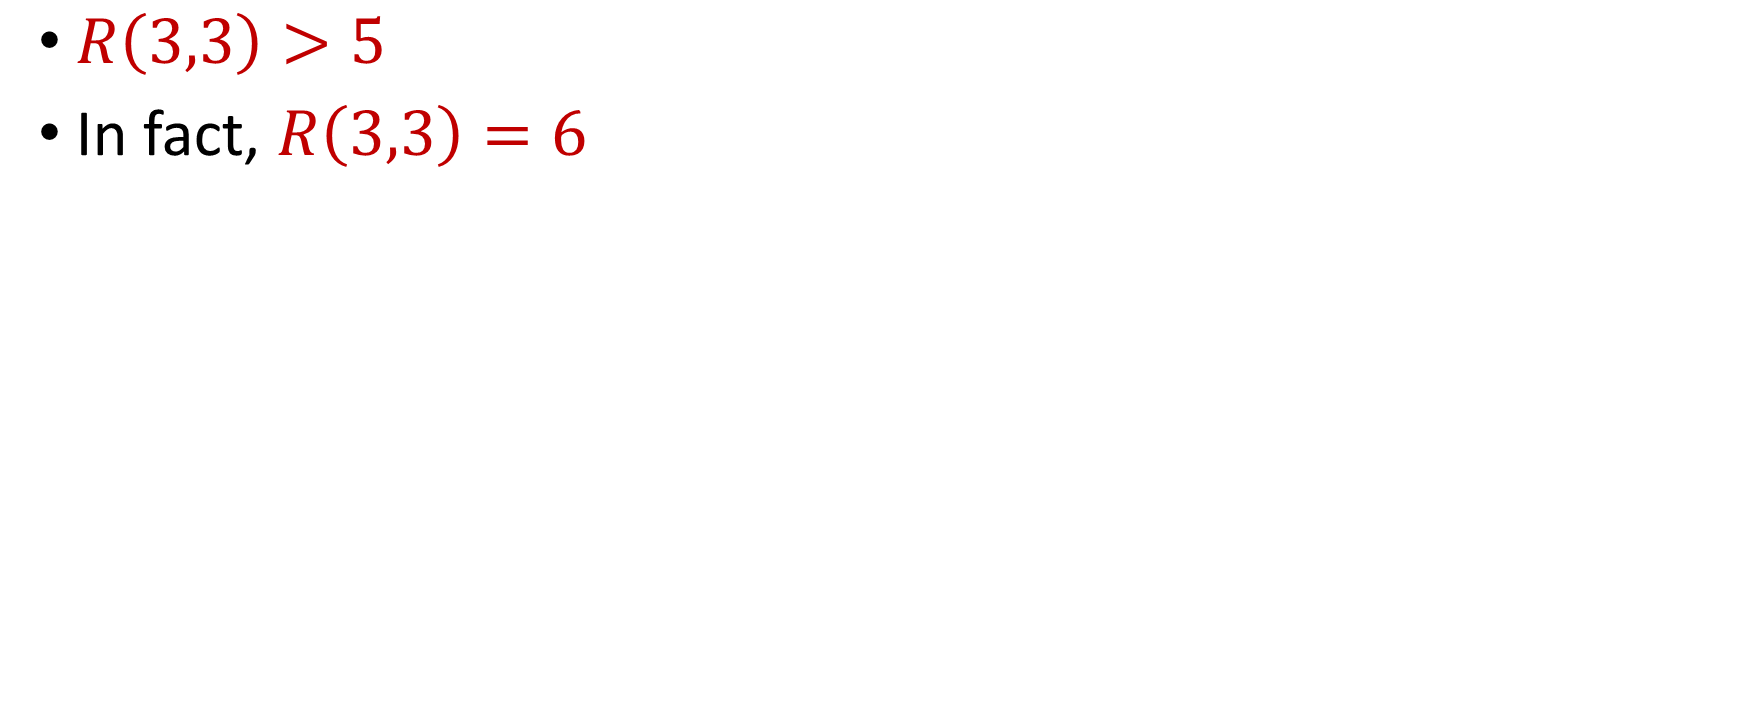 • R(3,3) > 5
• In fact, R(3,3) = 6